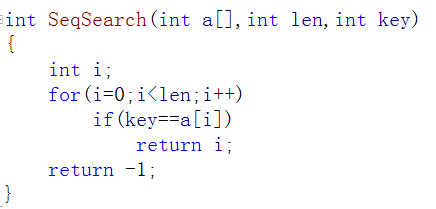 int SeqSearch(int a[],int len,int key)
{
    int i;
    for(i=0;i<len;i++)
        if(key==a[i])
            return i;
    return -1;
}